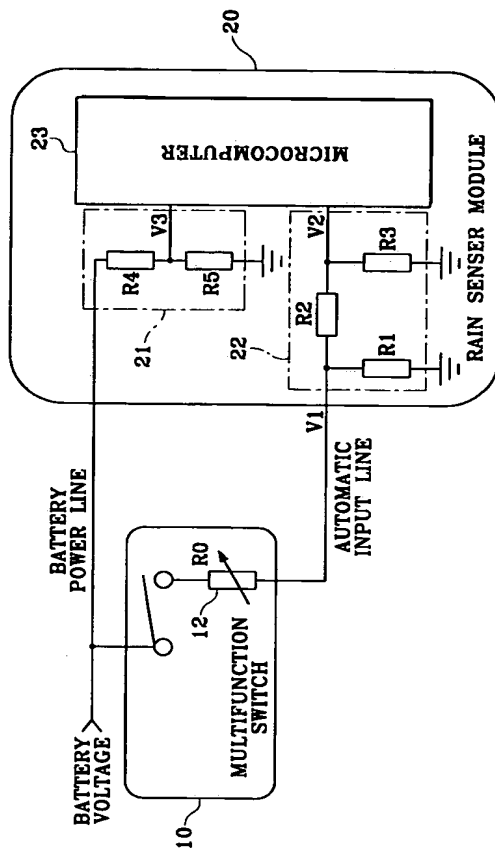 20
23
MICROCOMPUTER
V3
V2
R4
R5
R2
R3
R1
21
22
RAIN SENSER MODULE
V1
BATTERY
POWER LINE
AUTOMATIC
INPUT LINE
R0
12
MULTIFUNCTION
SWITCH
BATTERY
VOLTAGE
10